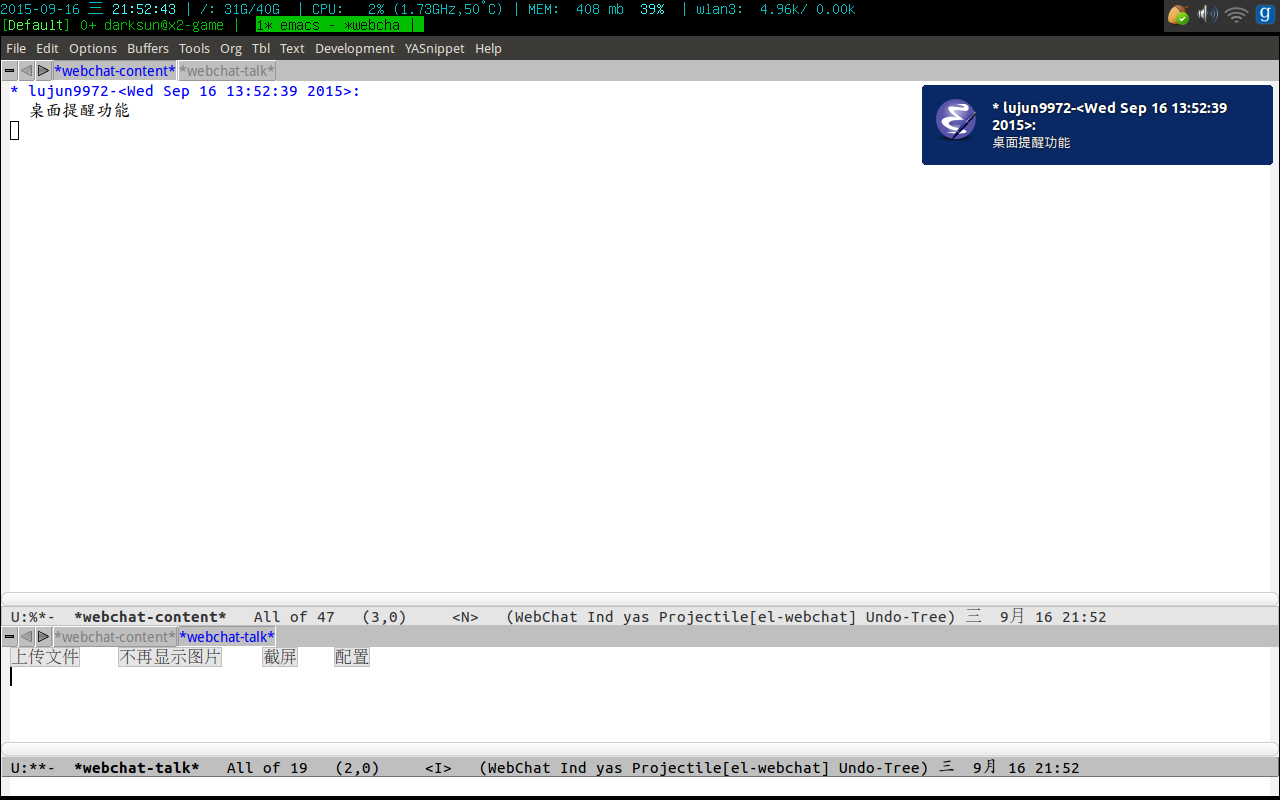 2015-09-16 三 21:52:43 | /: 31G/40G | CPU: 2% (1.73GHz,50°C) | MEM: 408 mb 39% | wlan3: 4.96k/ 0.00k
[Default] 0+ darksun@x2-game | 1* emacs - *webcha |
File Edit Options Buffers Tools Org Tbl Text Development YASnippet Help
*webchat-content* *webchat-talk*
* lujun9972-<Wed Sep 16 13:52:39 2015>:
桌面提醒功能
* lujun9972-<Wed Sep 16 13:52:39
2015>:
桌面提醒功能
U:%*- *webchat-content* All of 47 (3,0) <N> (WebChat Ind yas Projectile[el-webchat] Undo-Tree) 三 9月 16 21:52
*webchat-content* *webchat-talk*
上传文件 不再显示图片 截屏 配置
U:**- *webchat-talk* All of 19 (2,0) <I> (WebChat Ind yas Projectile[el-webchat] Undo-Tree) 三 9月 16 21:52